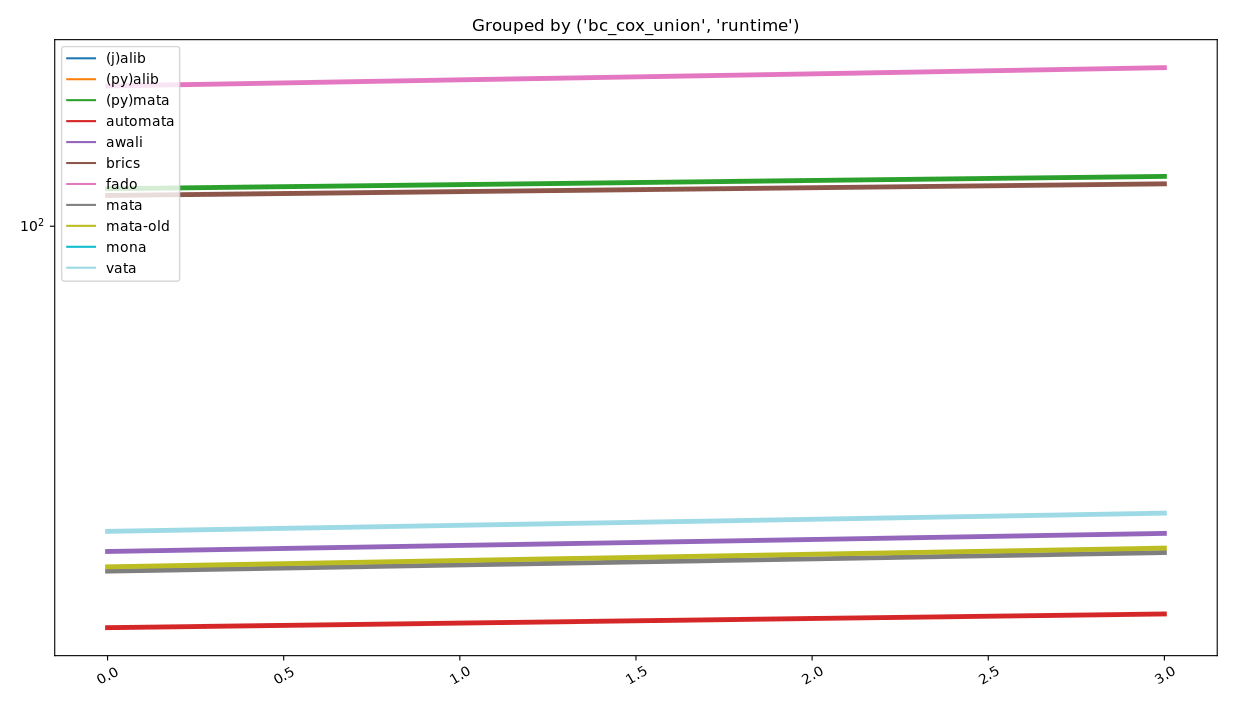 Grouped by ('bc_cox_union', 'runtime')
(j)alib
(py)alib
(py)mata
automata
awali
brics
fado
mata
mata-old
mona
vata
10²
0.0 0.5 1.0 1.5 2.0 2.5 3.0